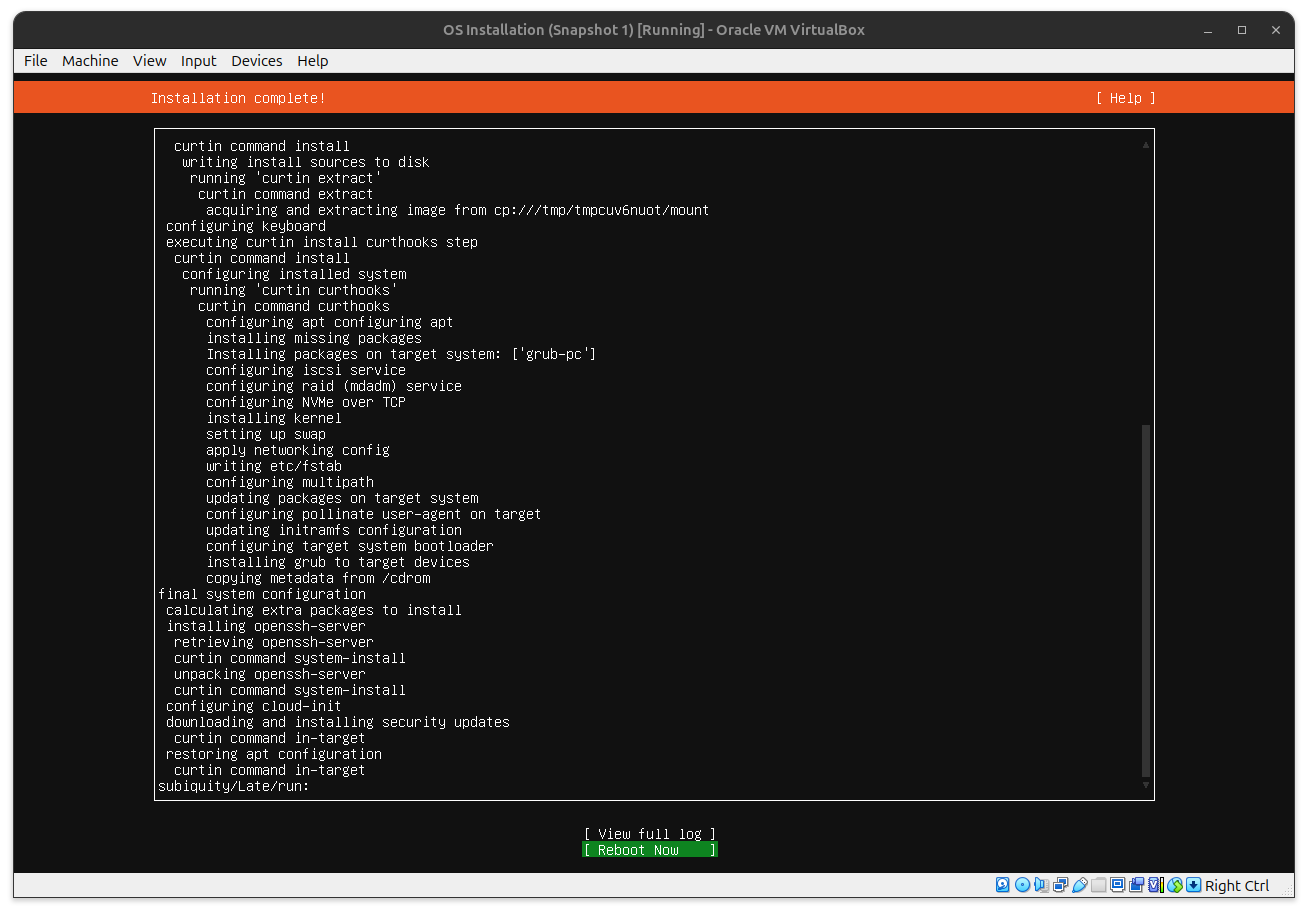 OS Installation (Snapshot 1) [Running] - Oracle VM VirtualBox
File Machine View Input Devices Help
Installation complete! [ Help ]
curtin command install
writing install sources to disk
running 'curtin extract'
curtin command extract
acquiring and extracting image from cp:///tmp/tmpcuv6nuot/mount
configuring keyboard
executing curtin install curthooks step
curtin command install
configuring installed system
running 'curtin curthooks'
curtin command curthooks
configuring apt configuring apt
installing missing packages
Installing packages on target system: ['grub-pc']
configuring iscsi service
configuring raid (mdadm) service
configuring NVMe over TCP
installing kernel
setting up swap
apply networking config
writing etc/fstab
configuring multipath
updating packages on target system
configuring pollinate user-agent on target
updating initramfs configuration
configuring target system bootloader
installing grub to target devices
copying metadata from /cdrom
final system configuration
calculating extra packages to install
installing openssh-server
retrieving openssh-server
curtin command system-install
unpacking openssh-server
curtin command system-install
configuring cloud-init
downloading and installing security updates
curtin command in-target
restoring apt configuration
curtin command in-target
subiquity/Late/run:
[ View full log ]
[ Reboot Now ]
Right Ctrl